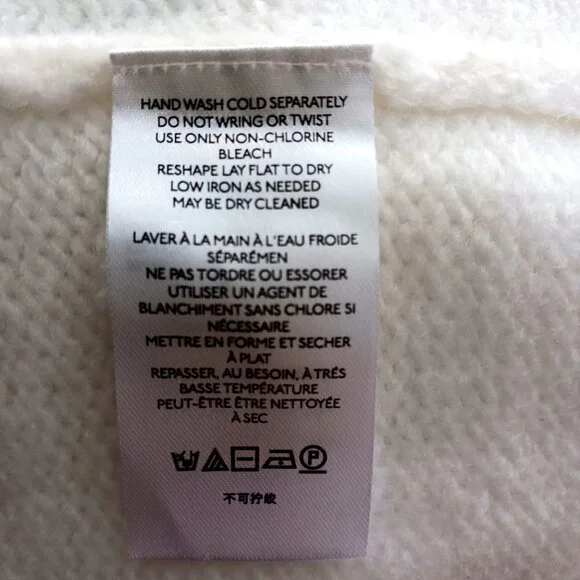 HAND WASH COLD SEPARATELY
DO NOT WRING OR TWIST
USE ONLY NON-CHLORINE
BLEACH
RESHAPE LAY FLAT TO DRY
LOW IRON AS NEEDED
MAY BE DRY CLEANED
LAVER À LA MAIN À L'EAU FROIDE
SÉPARÉMEN
NE PAS TORDRE OU ESSORER
UTILISER UN AGENT DE
BLANCHIMENT SANS CHLORE SI
NÉCESSAIRE
METTRE EN FORME ET SECHER
À PLAT
REPASSER, AU BESOIN, À TRÉS
BASSE TEMPÉRATURE
PEUT-ÊTRE ÊTRE NETTOYÉE
À SEC
P
不可拧绞